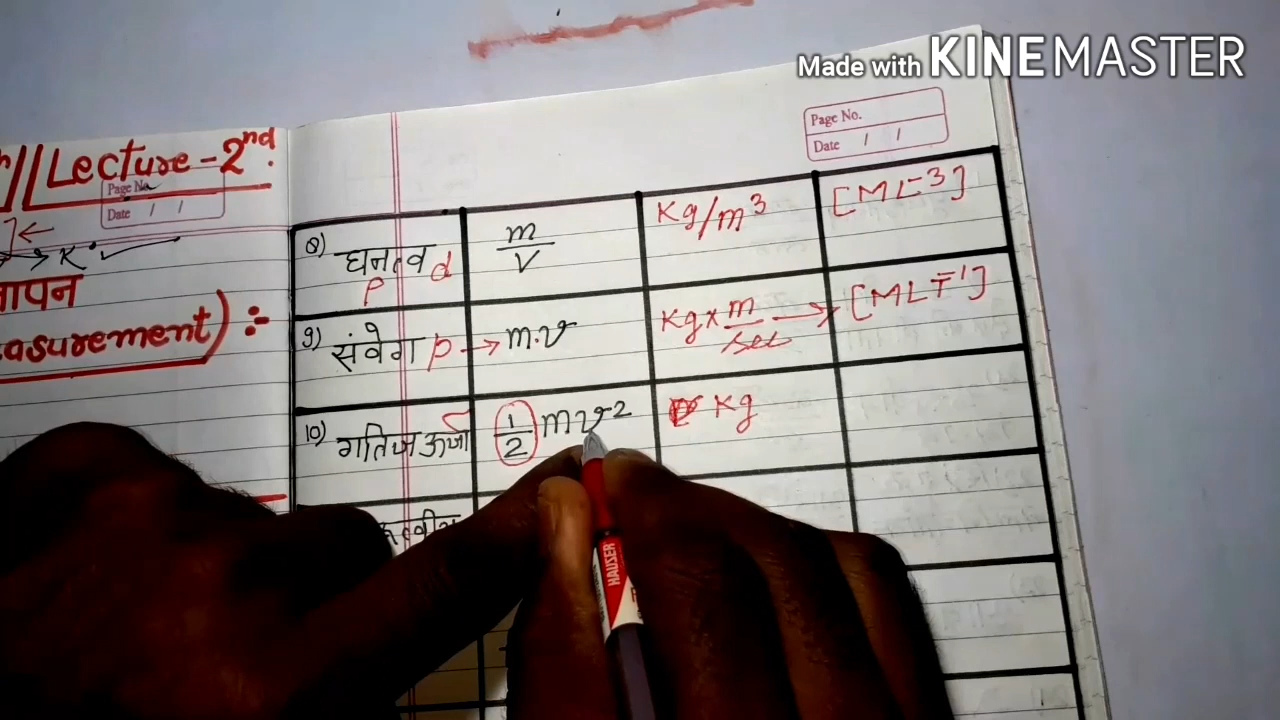 Made with KINEMASTER
Page No.
Date / /
// Lecture - 2nd.
Page No.
Date / /
K°
मापन
asurement) :-
8) घनत्व d
ρ
m
V
Kg/m3
[ML-3]
9) संवेग p → m.v
Kg x m → [MLT-1]
sec
10) गतिज ऊर्जा
1
2
mv2
Kg
HAUSER